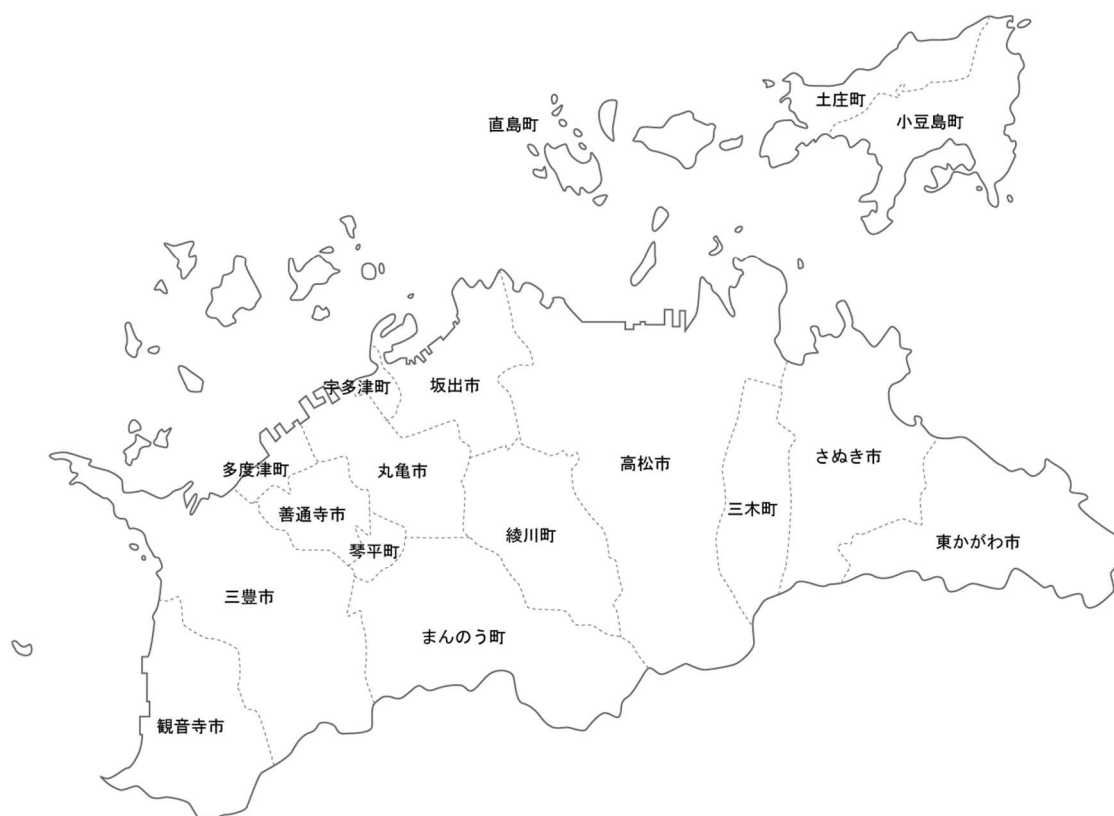 土庄町
直島町
小豆島町
宇多津町
坂出市
多度津町
丸亀市
高松市
さぬき市
善通寺市
三木町
綾川町
東かがわ市
琴平町
三豊市
まんのう町
観音寺市